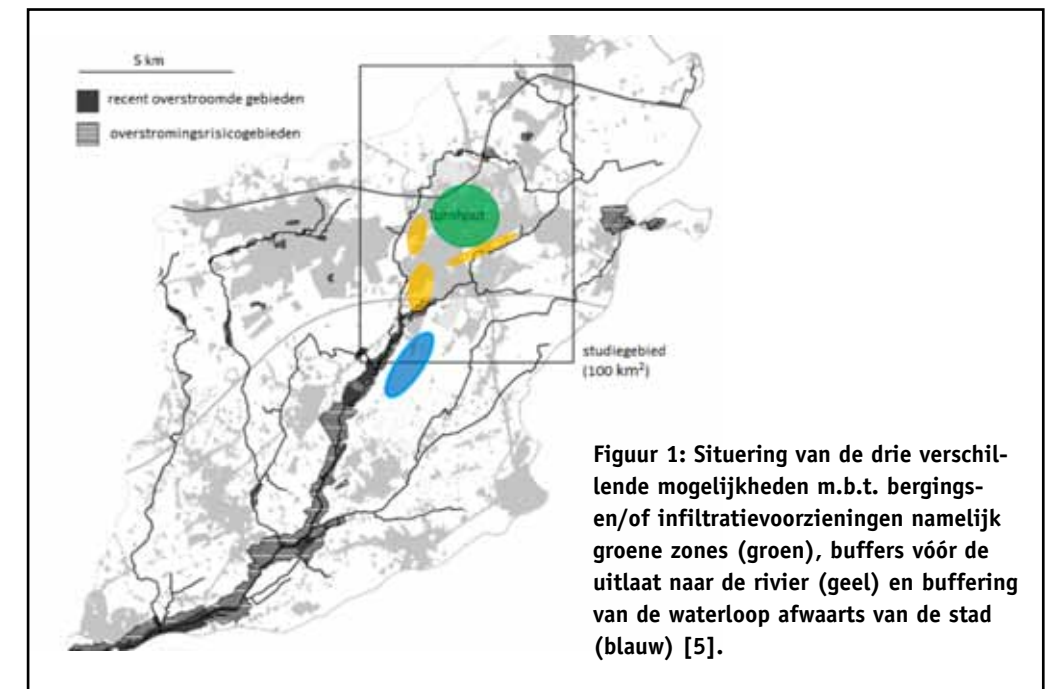 5 km
recent overstroomde gebieden
overstromingsrisicogebieden
Turnhout
studiegebied
(100 km²)
Figuur 1: Situering van de drie verschil-
lende mogelijkheden m.b.t. bergings-
en/of infiltratievoorzieningen namelijk
groene zones (groen), buffers vóór de
uitlaat naar de rivier (geel) en buffering
van de waterloop afwaarts van de stad
(blauw) [5].